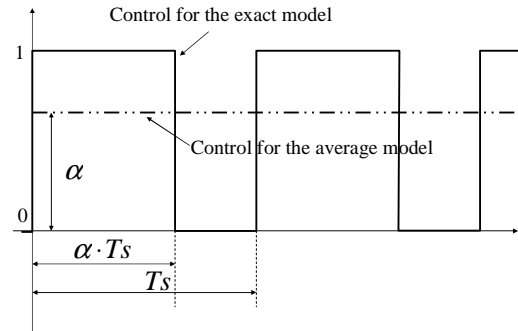 Control for the exact model
1
Control for the average model
α
0
α · Ts
Ts